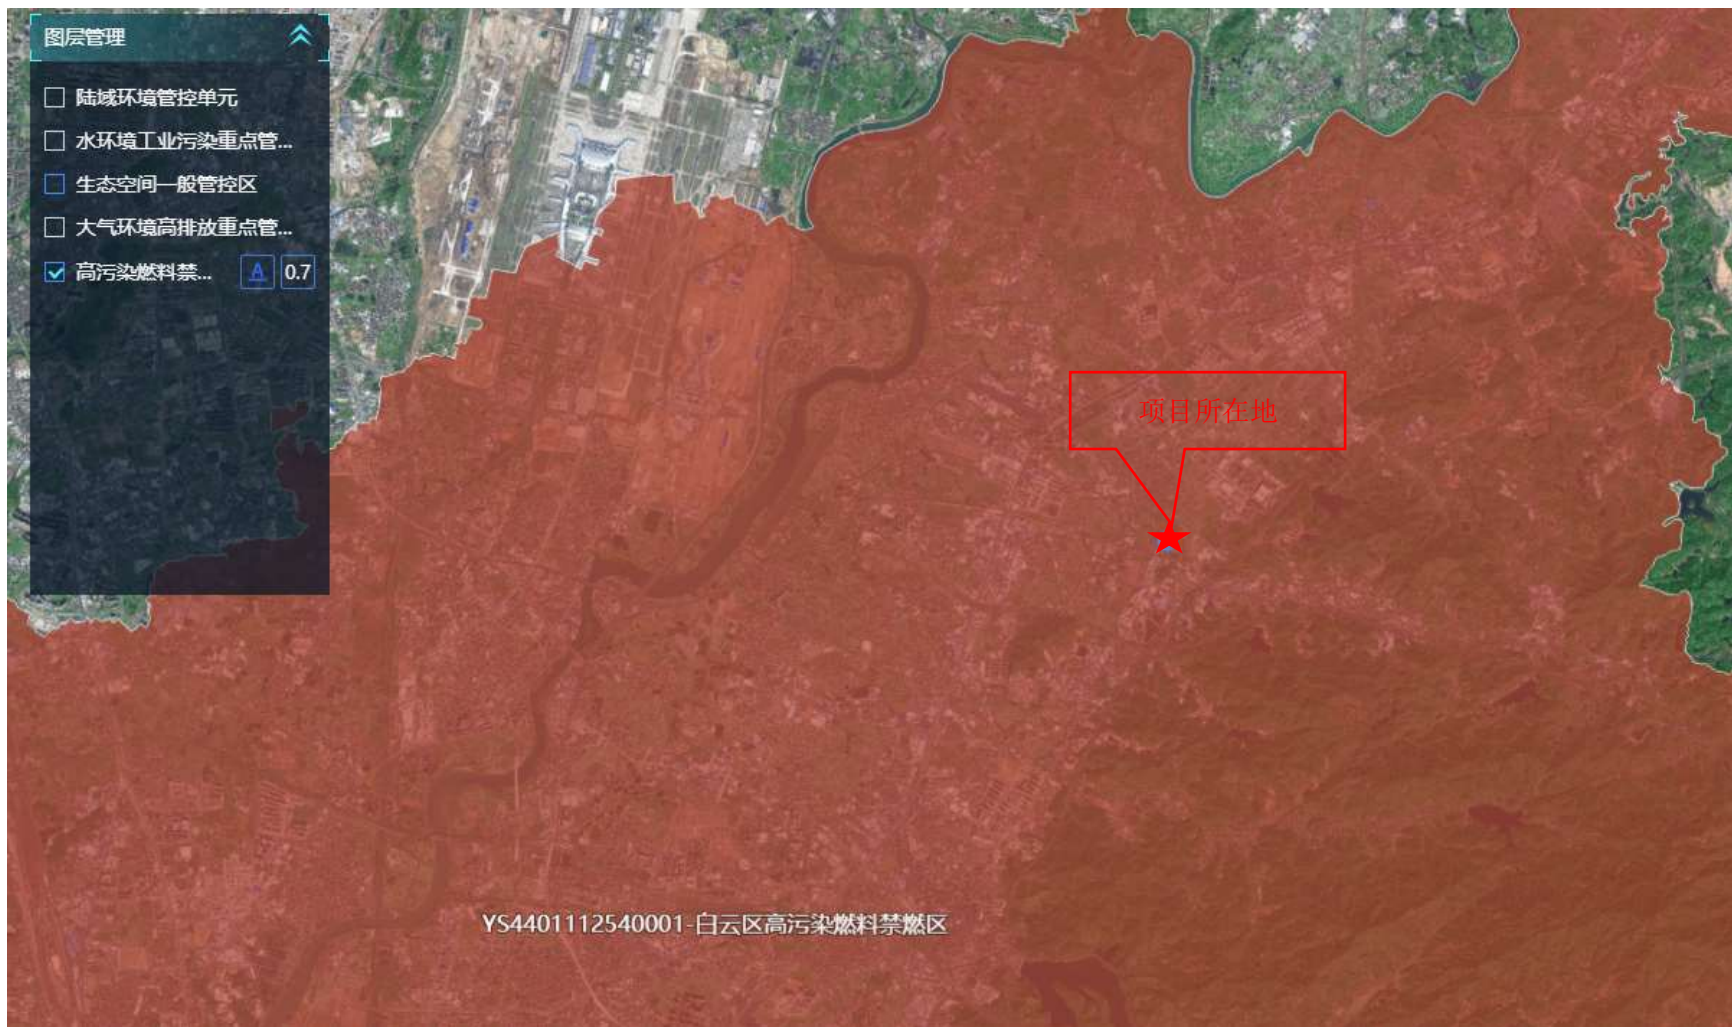 图层管理
陆域环境管控单元
水环境工业污染重点管...
生态空间一般管控区
大气环境高排放重点管...
高污染燃料禁... A 0.7
项目所在地
YS4401112540001-白云区高污染燃料禁燃区